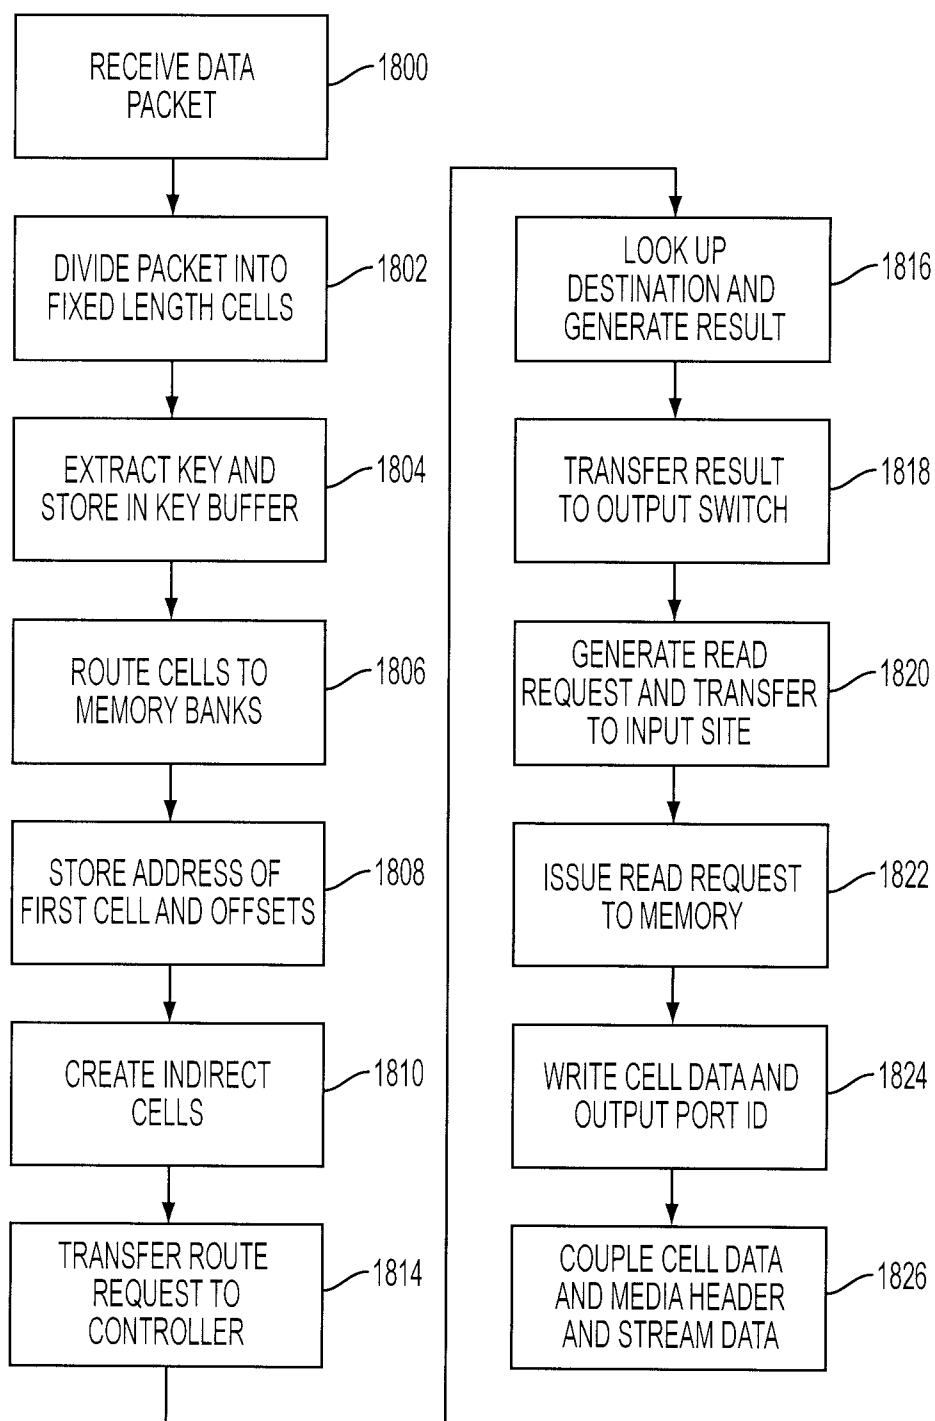 RECEIVE DATA
PACKET
1800
DIVIDE PACKET INTO
FIXED LENGTH CELLS
1802
EXTRACT KEY AND
STORE IN KEY BUFFER
1804
ROUTE CELLS TO
MEMORY BANKS
1806
STORE ADDRESS OF
FIRST CELL AND OFFSETS
1808
CREATE INDIRECT
CELLS
1810
TRANSFER ROUTE
REQUEST TO
CONTROLLER
1814
LOOK UP
DESTINATION AND
GENERATE RESULT
1816
TRANSFER RESULT
TO OUTPUT SWITCH
1818
GENERATE READ
REQUEST AND TRANSFER
TO INPUT SITE
1820
ISSUE READ REQUEST
TO MEMORY
1822
WRITE CELL DATA AND
OUTPUT PORT ID
1824
COUPLE CELL DATA
AND MEDIA HEADER
AND STREAM DATA
1826